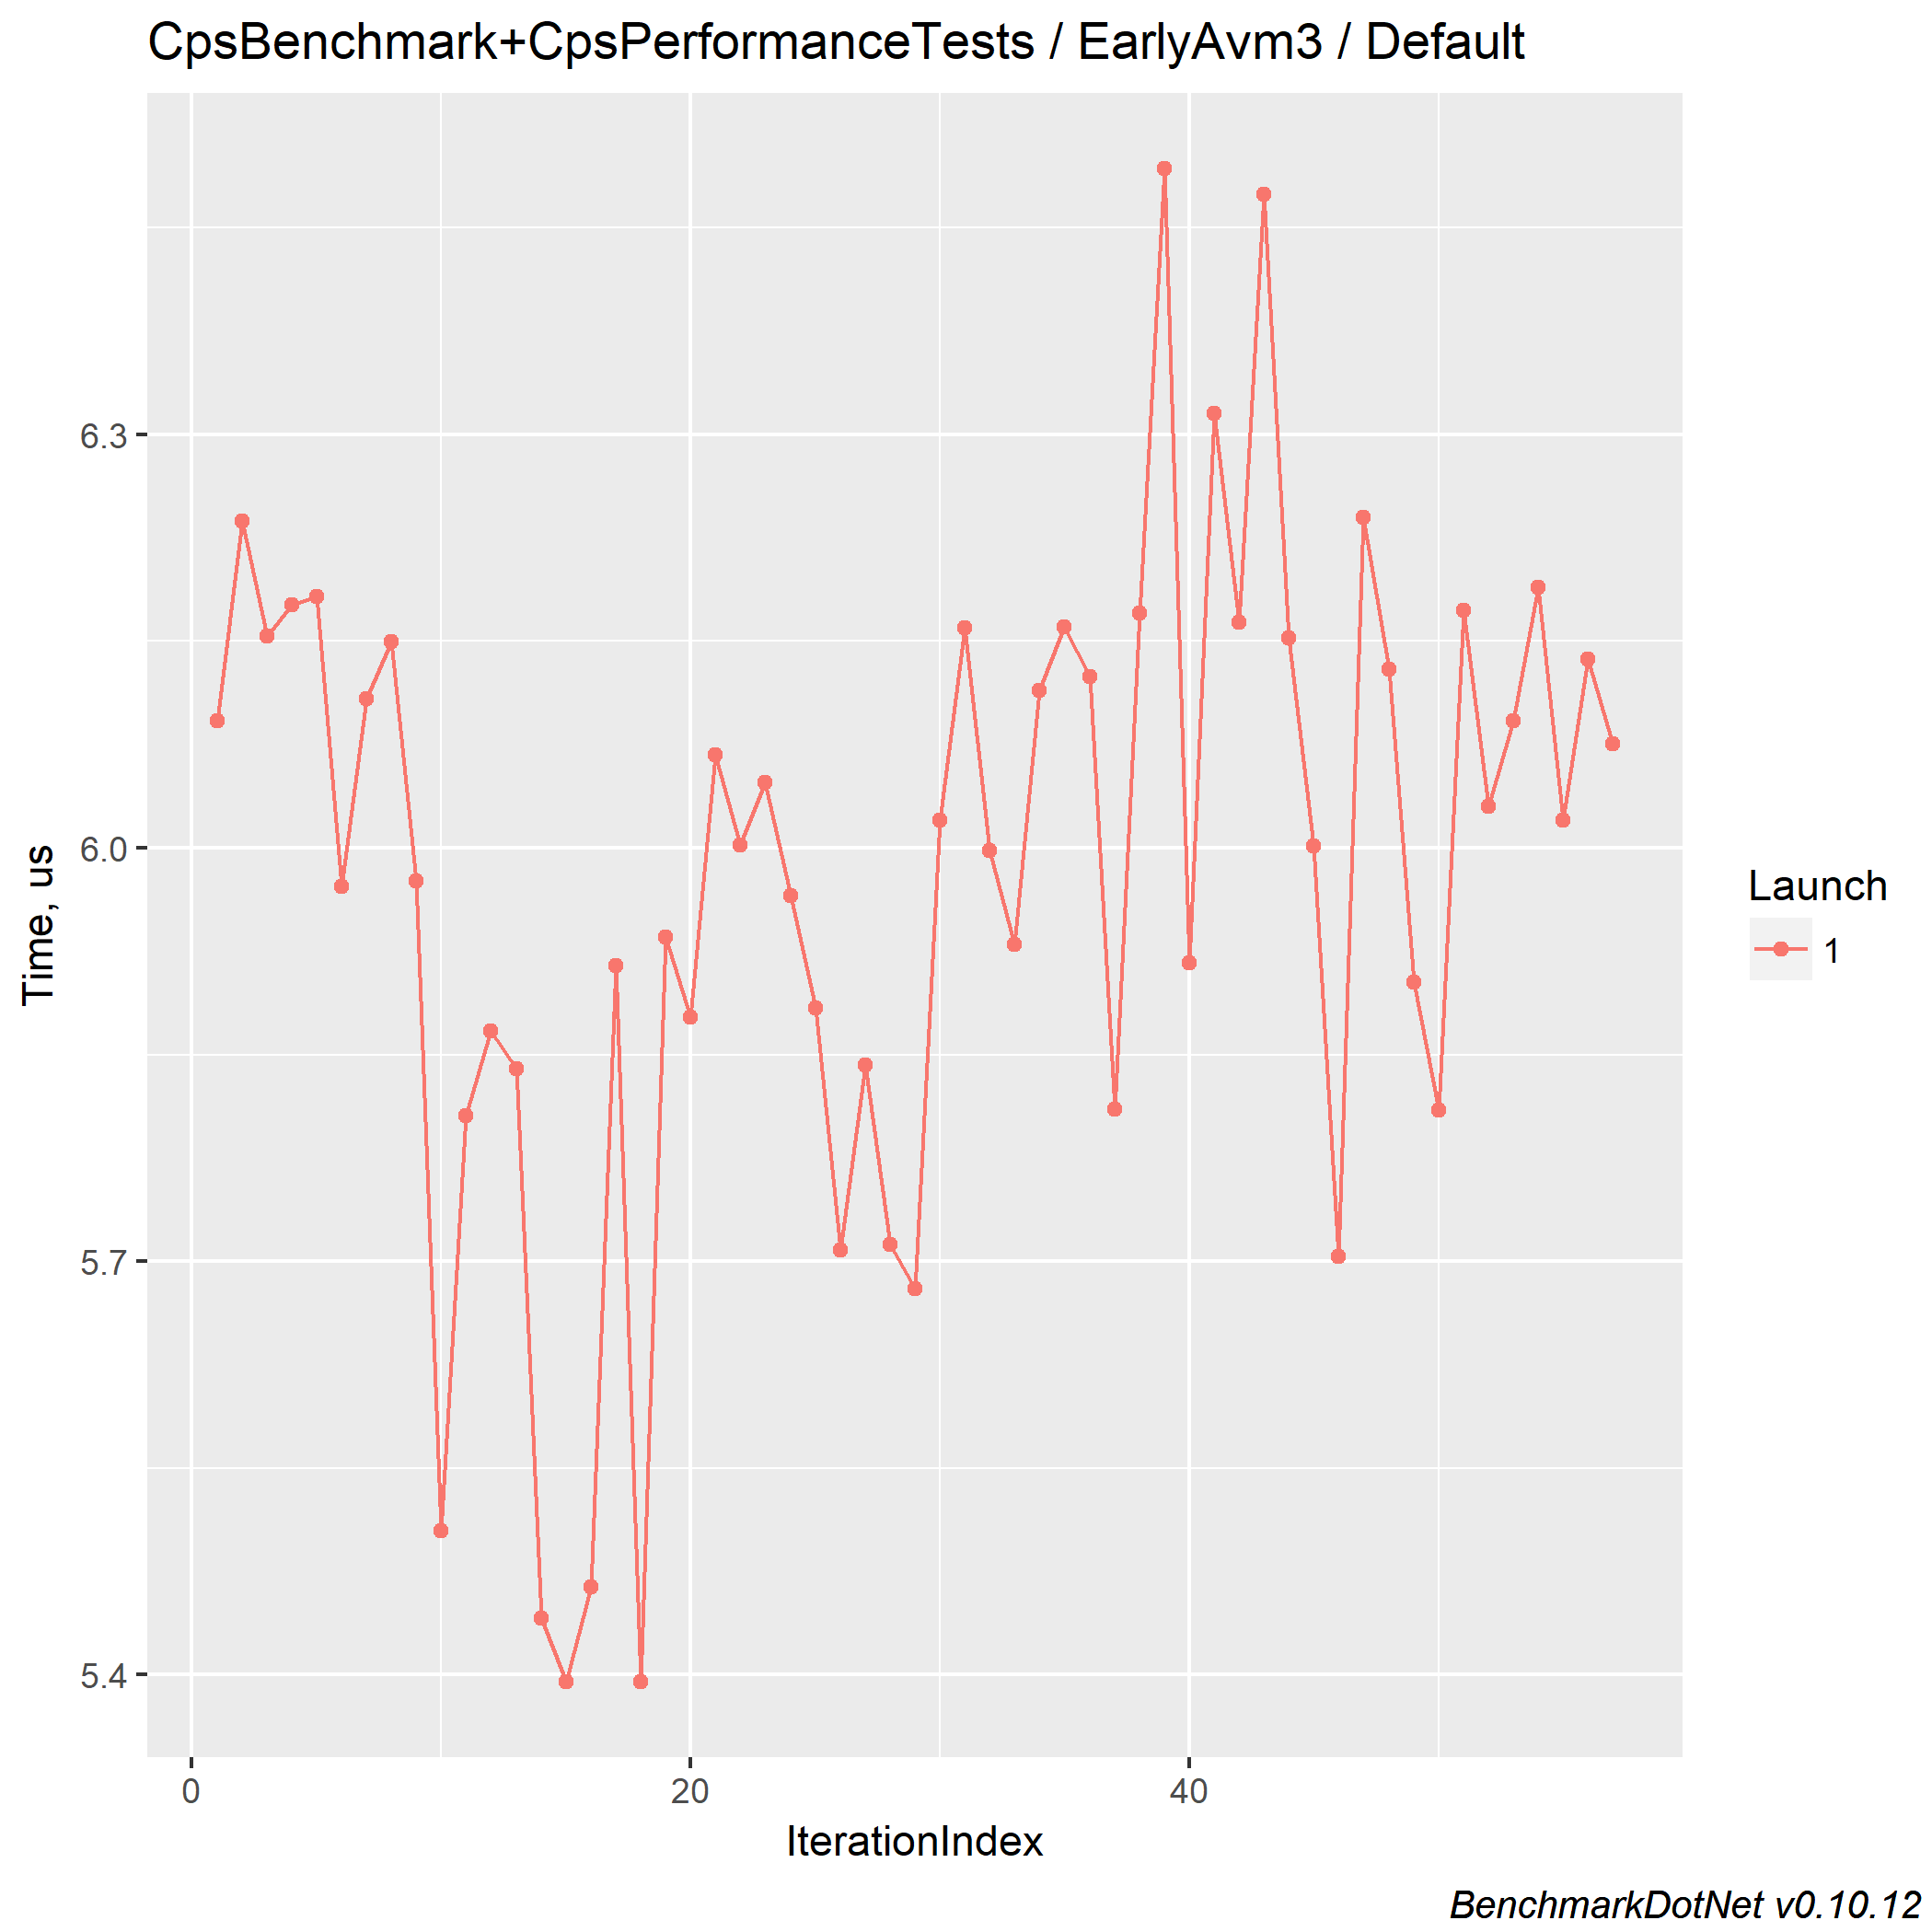 CpsBenchmark+CpsPerformanceTests / EarlyAvm3 / Default
Time, us
6.3
6.0
5.7
5.4
0 20 40
IterationIndex
Launch
1
BenchmarkDotNet v0.10.12